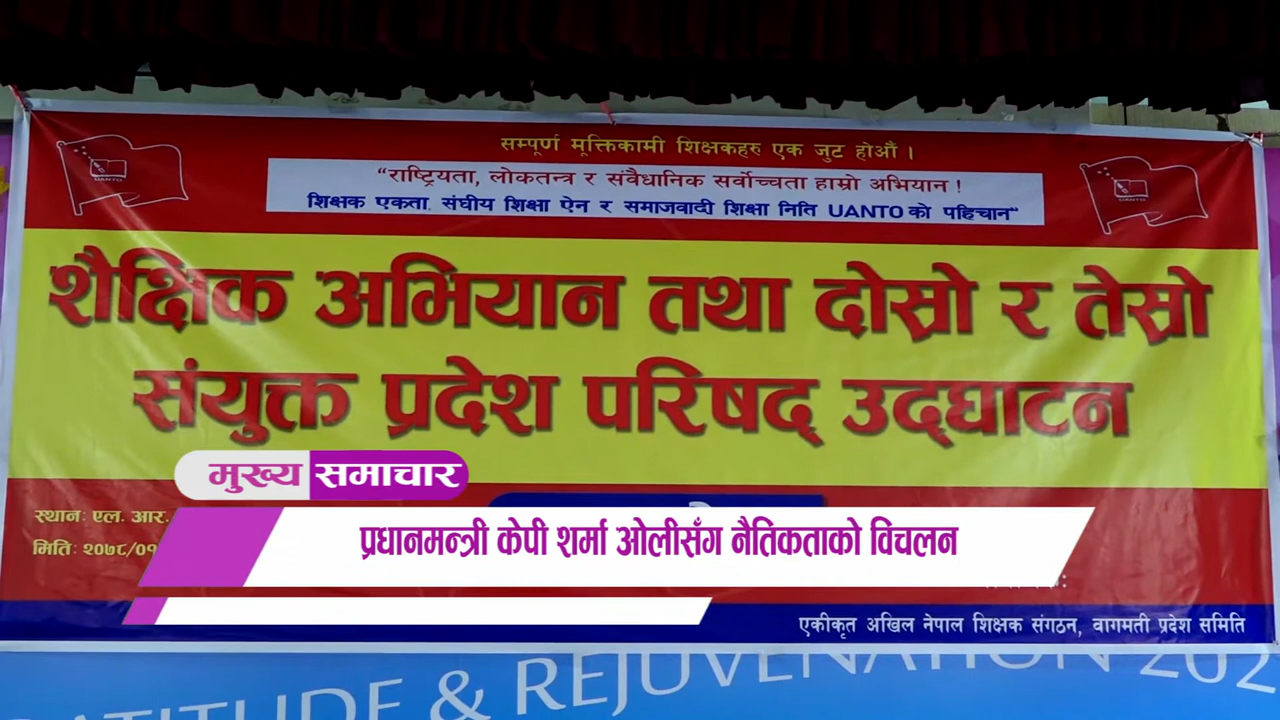 सम्पूर्ण मूक्तिकामी शिक्षकहरु एक जुट होऔं ।
UANTO
"राष्ट्रियता, लोकतन्त्र र संवैधानिक सर्वोच्चता हाम्रो अभियान !
UANTO
शिक्षक एकता, संघीय शिक्षा ऐन र समाजवादी शिक्षा निति UANTO को पहिचान"
शैक्षिक अभियान तथा दोस्रो र तेस्रो
संयुक्त प्रदेश परिषद् उद्घाटन
मुख्य समाचार
स्थानः एल. आर.
प्रधानमन्त्री केपी शर्मा ओलीसँग नैतिकताको विचलन
मितिः २०७८/०१
एकीकृत अखिल नेपाल शिक्षक संगठन, वागमती प्रदेश समिति
& REJUVENATION